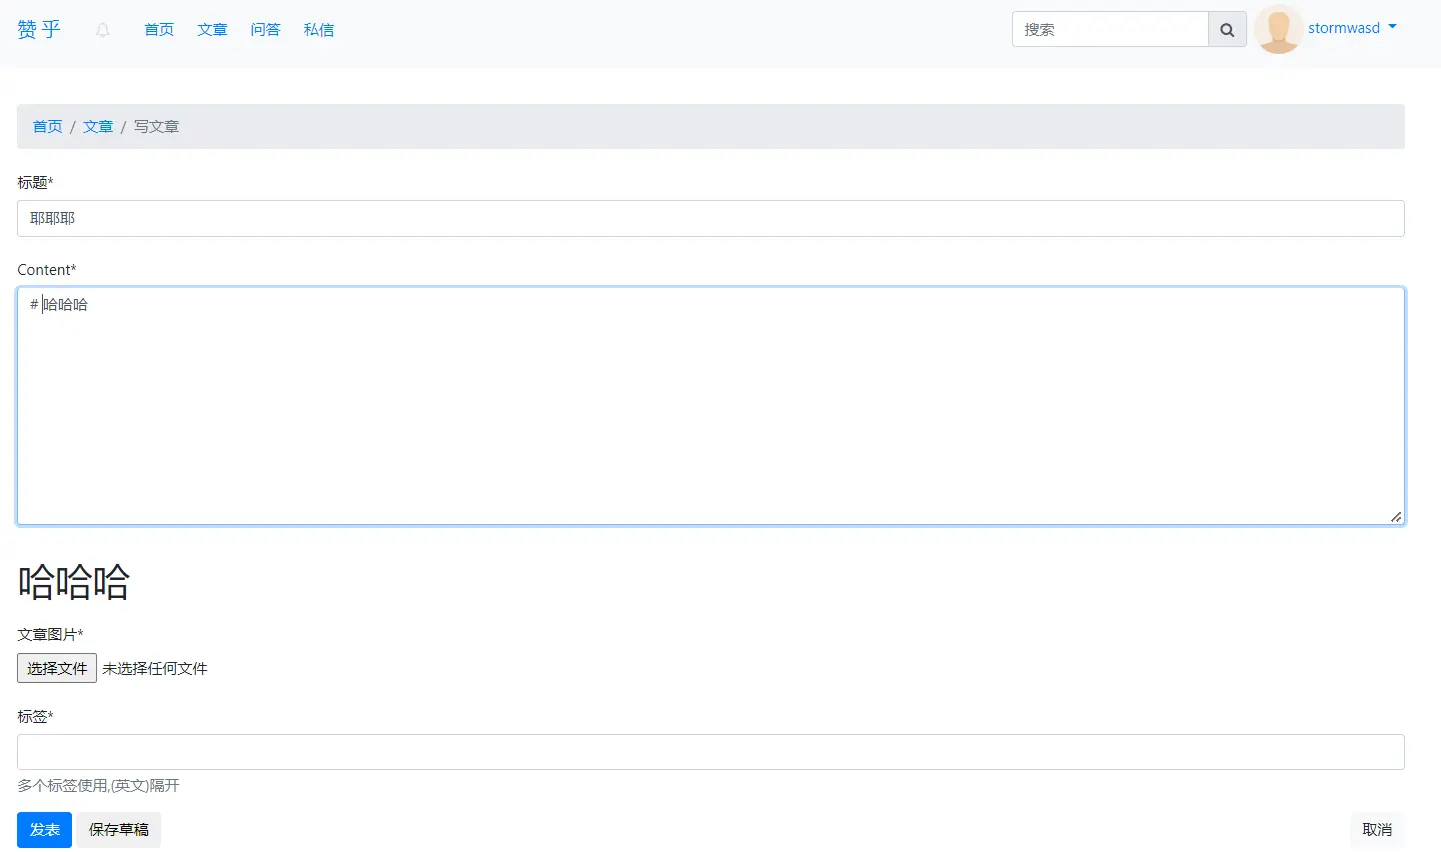 赞乎 首页 文章 问答 私信 搜索 stormwasd
首页 / 文章 / 写文章
标题*
耶耶耶
Content*
# 哈哈哈
哈哈哈
文章图片*
选择文件 未选择任何文件
标签*
多个标签使用,(英文)隔开
发表 保存草稿 取消